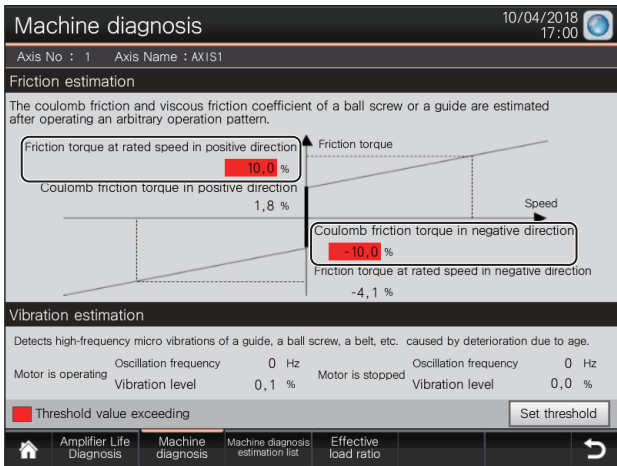 Machine diagnosis
10/04/2018
17:00
Axis No : 1 Axis Name : AXIS1
Friction estimation
The coulomb friction and viscous friction coefficient of a ball screw or a guide are estimated
after operating an arbitrary operation pattern.
Friction torque at rated speed in positive direction
10,0 %
Friction torque
Coulomb friction torque in positive direction
1,8 %
Speed
Coulomb friction torque in negative direction
-10,0 %
Friction torque at rated speed in negative direction
-4,1 %
Vibration estimation
Detects high-frequency micro vibrations of a guide, a ball screw, a belt, etc. caused by deterioration due to age.
Motor is operating
Oscillation frequency 0 Hz
Vibration level 0,1 %
Motor is stopped
Oscillation frequency 0 Hz
Vibration level 0,0 %
Threshold value exceeding
Set threshold
Amplifier Life
Diagnosis
Machine
diagnosis
Machine diagnosis
estimation list
Effective
load ratio